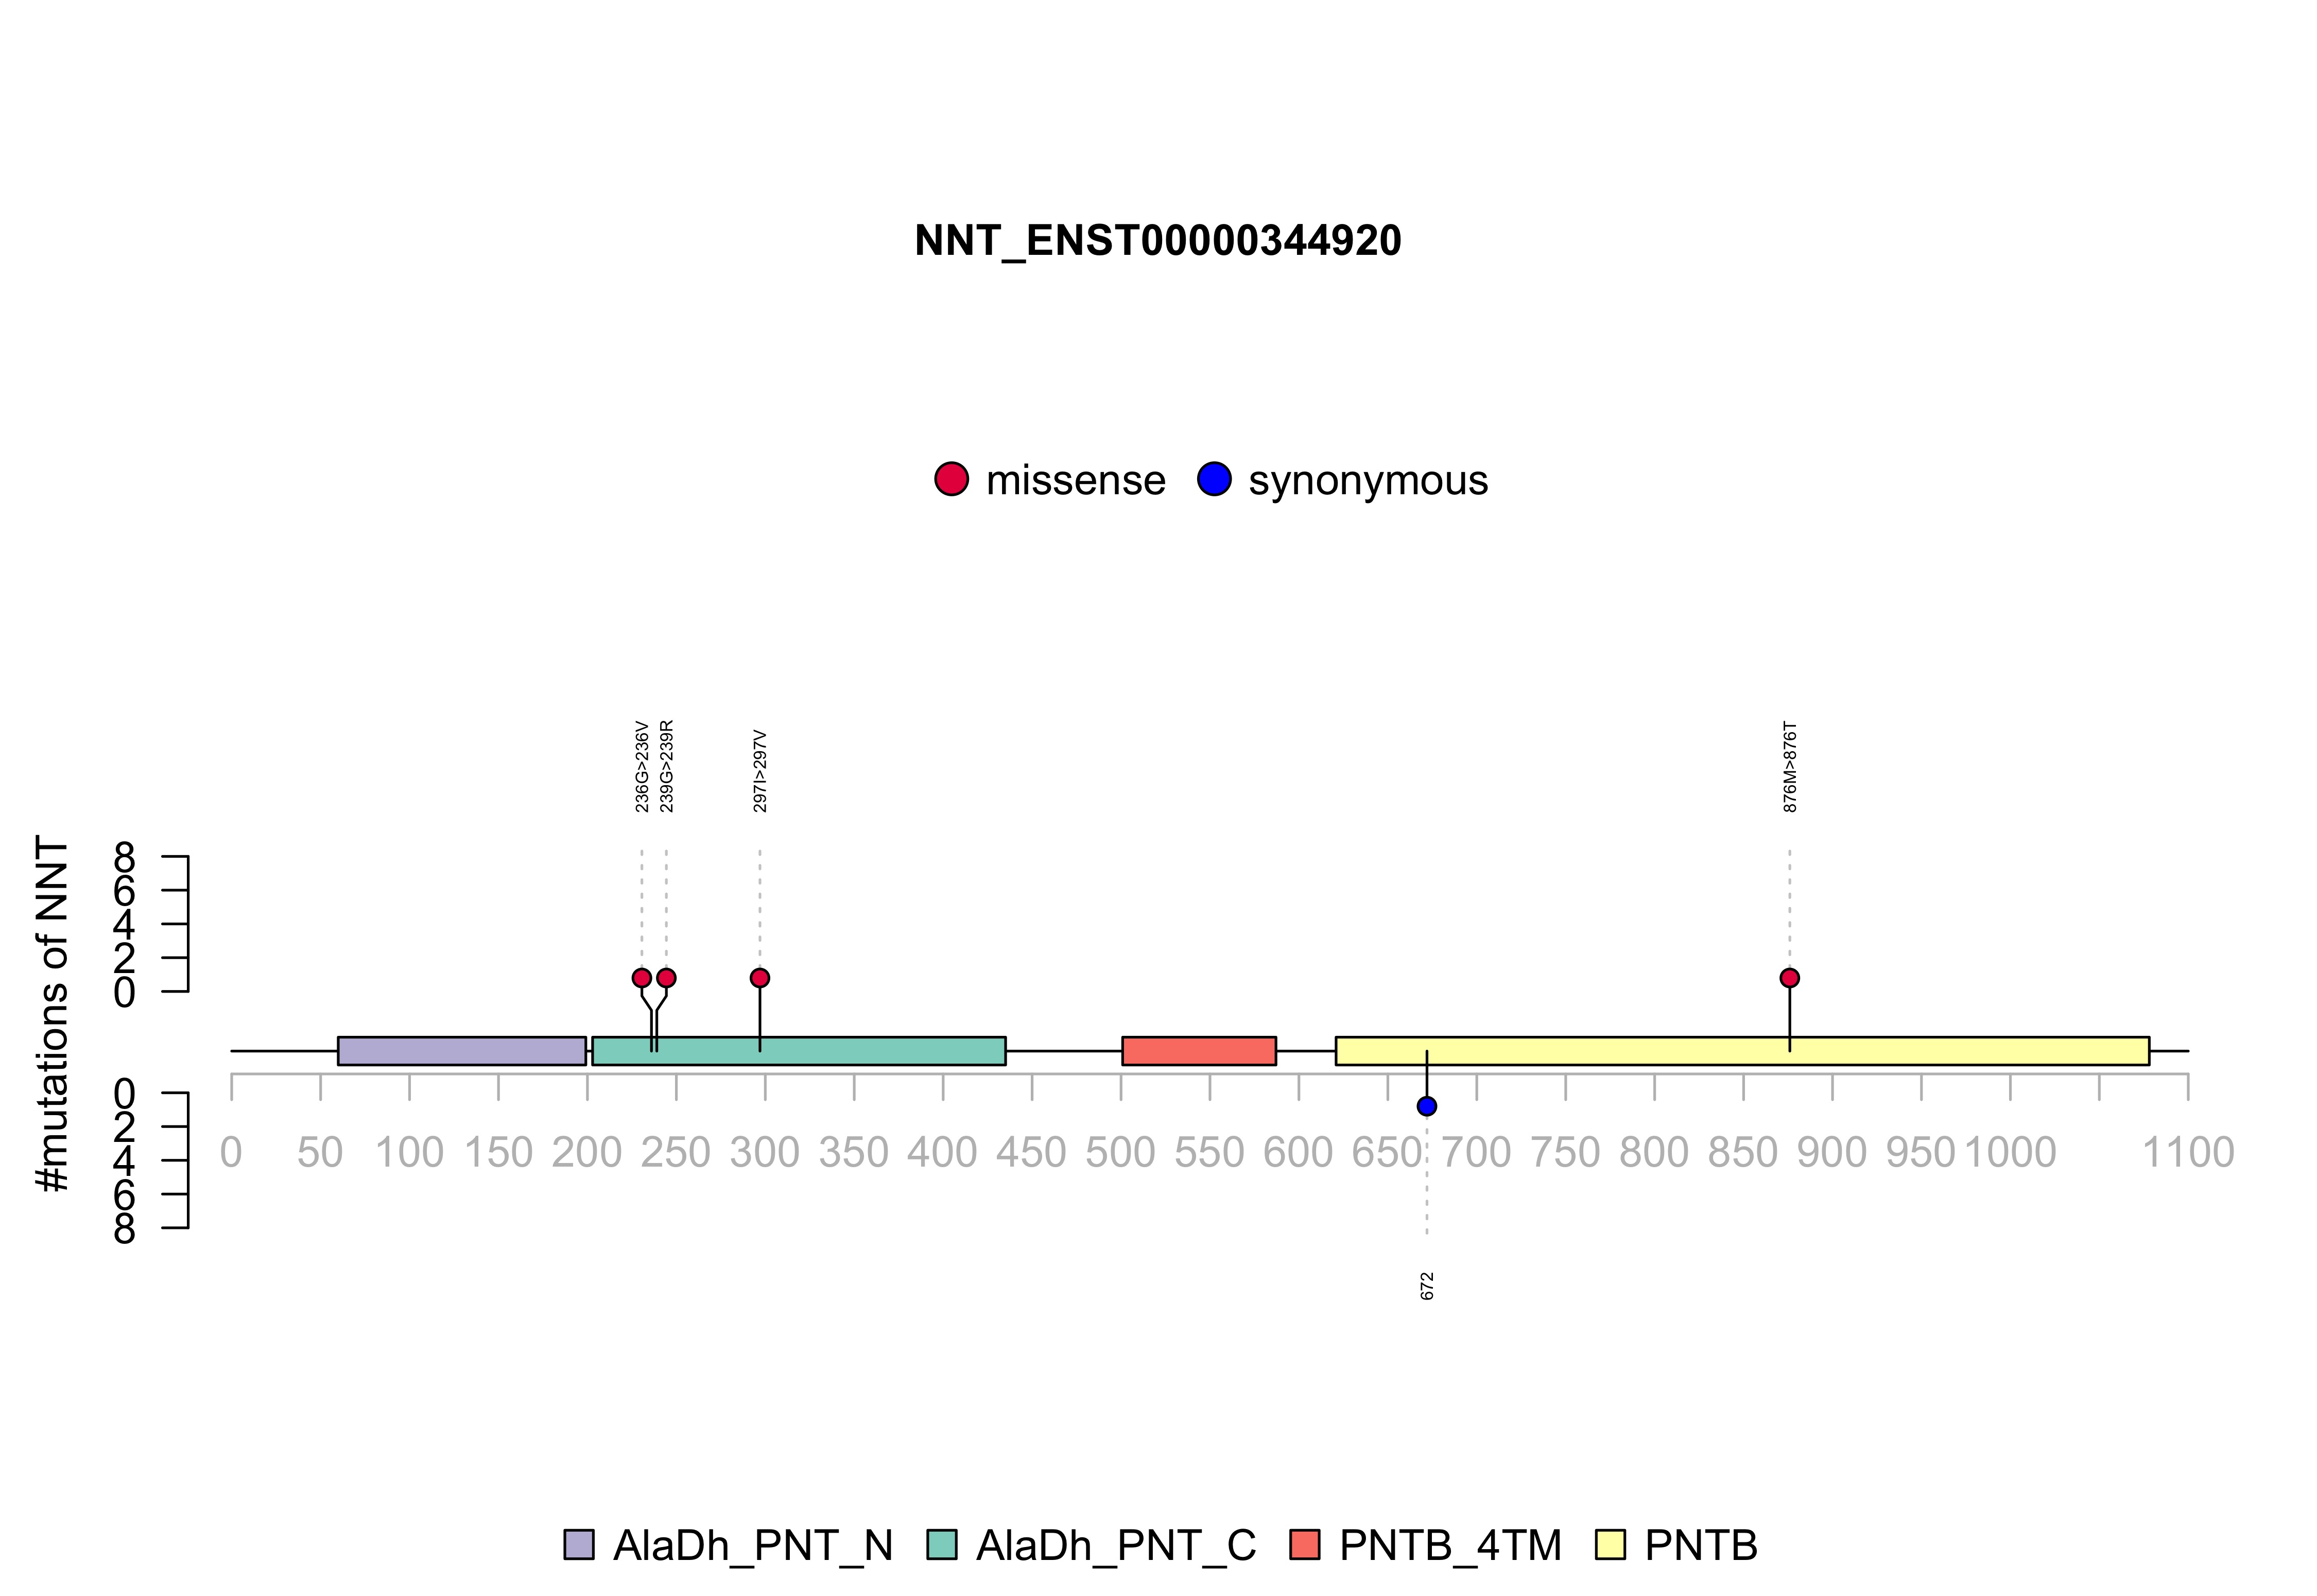 NNT_ENST00000344920
missense synonymous
236G>236V
239G>239R
297I>297V
876M>876T
#mutations of NNT
8
6
4
2
0
0
2
4
6
8
0 50 100 150 200 250 300 350 400 450 500 550 600 650 700 750 800 850 900 950 1000 1100
672
AlaDh_PNT_N AlaDh_PNT_C PNTB_4TM PNTB